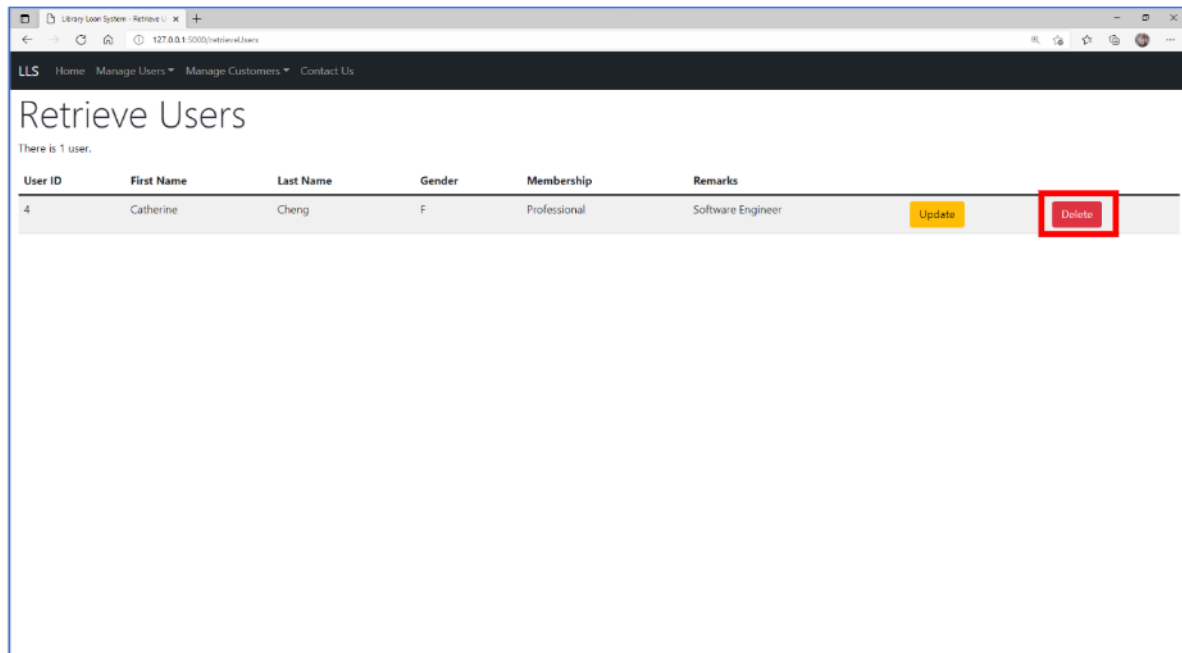 Library Loan System - Retrieve U
127.0.0.1:5000/retrieveUsers
LLS Home Manage Users Manage Customers Contact Us
Retrieve Users
There is 1 user.
User ID First Name Last Name Gender Membership Remarks
4 Catherine Cheng F Professional Software Engineer Update Delete